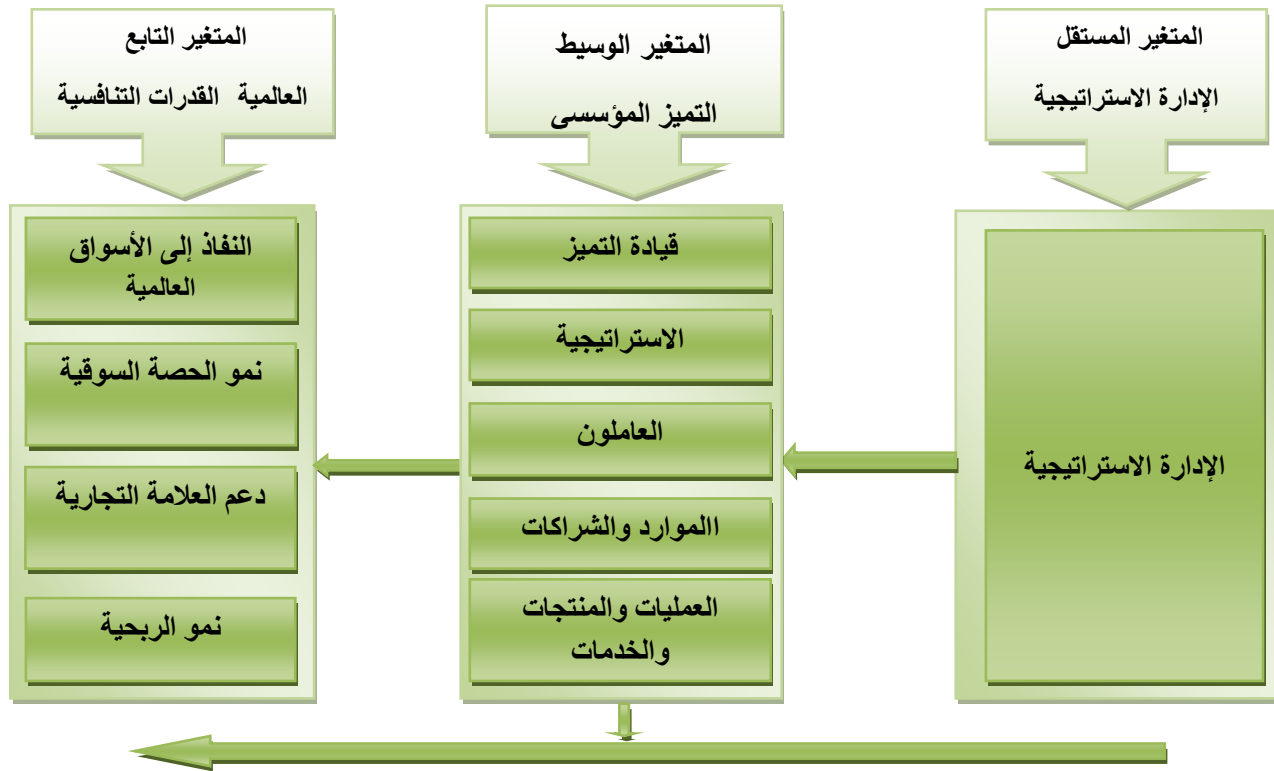 المتغير المستقل
الإدارة الاستراتيجية
الإدارة الاستراتيجية
المتغير الوسيط
التميز المؤسسى
قيادة التميز
الاستراتيجية
العاملون
االموارد والشراكات
العمليات والمنتجات
والخدمات
المتغير التابع
العالمية القدرات التنافسية
النفاذ إلى الأسواق
العالمية
نمو الحصة السوقية
دعم العلامة التجارية
نمو الربحية